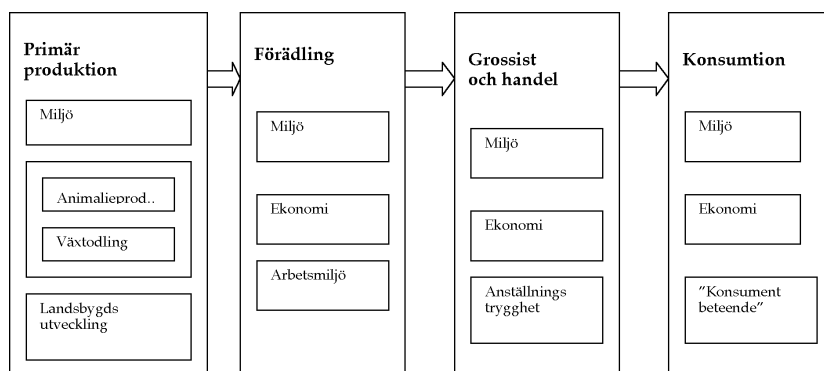 Primär
produktion
Miljö
Animalieprod..
Växtodling
Landsbygds
utveckling
Förädling
Miljö
Ekonomi
Arbetsmiljö
Grossist
och handel
Miljö
Ekonomi
Anställnings
trygghet
Konsumtion
Miljö
Ekonomi
”Konsument
beteende”